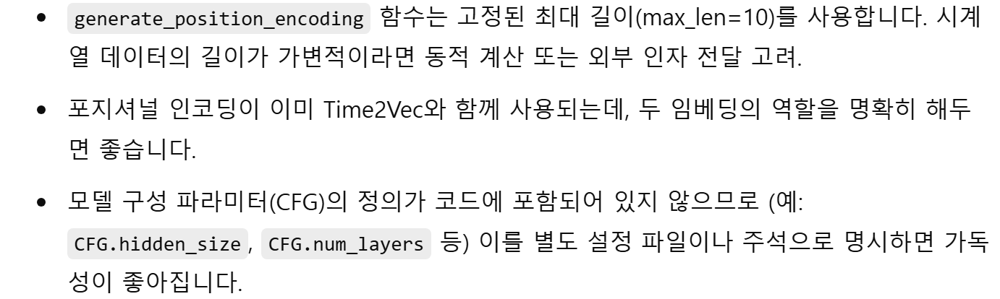 • generate_position_encoding 함수는 고정된 최대 길이(max_len=10)를 사용합니다. 시계
열 데이터의 길이가 가변적이라면 동적 계산 또는 외부 인자 전달 고려.
• 포지셔널 인코딩이 이미 Time2Vec와 함께 사용되는데, 두 임베딩의 역할을 명확히 해두
면 좋습니다.
• 모델 구성 파라미터(CFG)의 정의가 코드에 포함되어 있지 않으므로 (예:
CFG.hidden_size, CFG.num_layers 등) 이를 별도 설정 파일이나 주석으로 명시하면 가독
성이 좋아집니다.